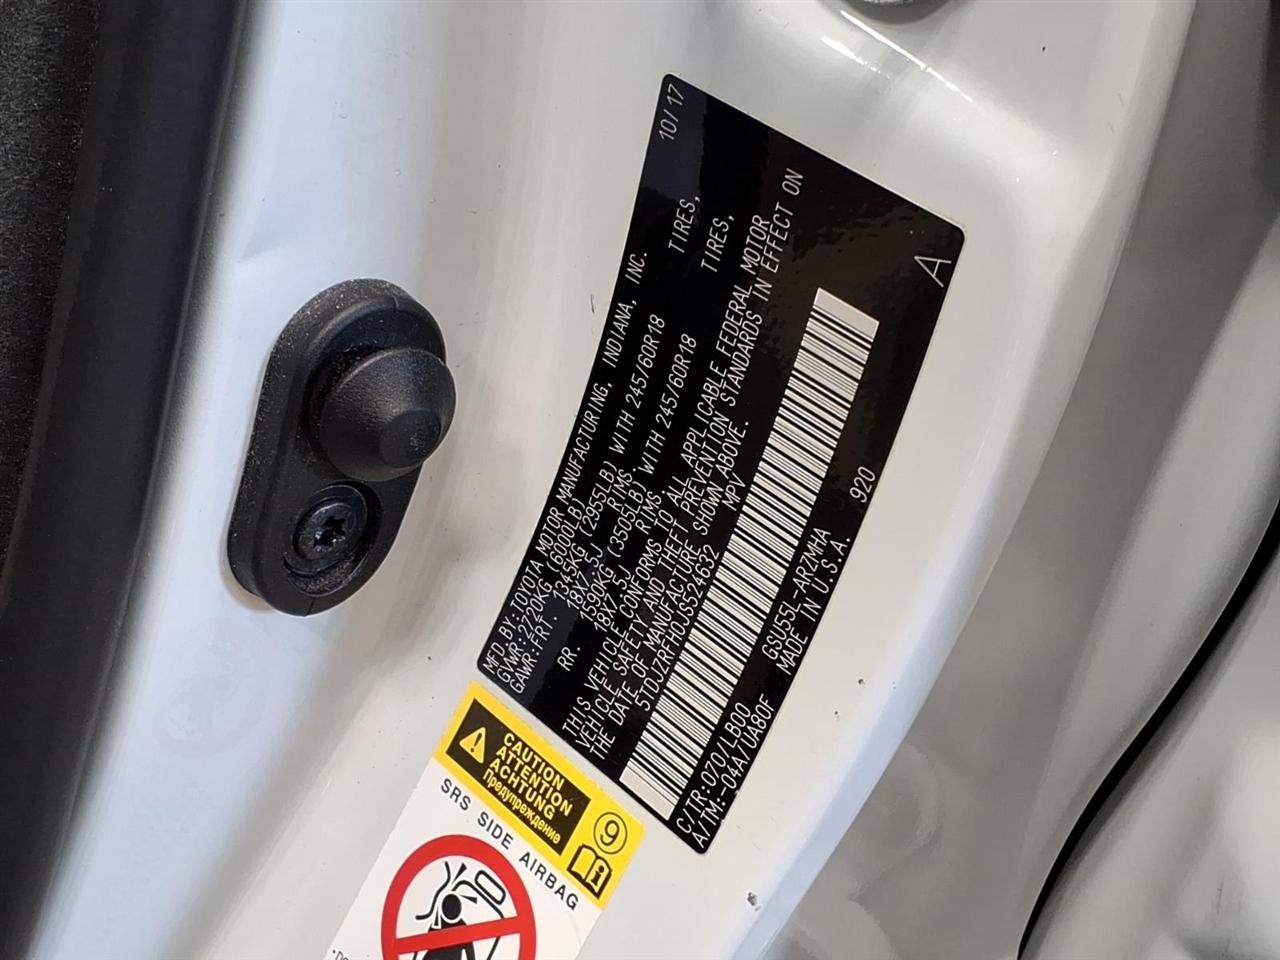 MFD. BY: TOYOTA MOTOR MANUFACTURING, INDIANA, INC. 10/17
GVWR: 2720KG (6000LB)
GAWR: FRT. 1345KG (2955LB) WITH 245/60R18 TIRES,
18X7.5J RIMS.
RR. 1590KG (3505LB) WITH 245/60R18 TIRES,
18X7.5J RIMS.
THIS VEHICLE CONFORMS TO ALL APPLICABLE FEDERAL MOTOR
VEHICLE SAFETY AND THEFT PREVENTION STANDARDS IN EFFECT ON
THE DATE OF MANUFACTURE SHOWN ABOVE.
5TDJZRFH0JS524632 MPV
C/TR:070/LB00 GSU55L-ARZMHA 920
A/TM:-04A/UA80F MADE IN U.S.A. A
CAUTION
ATTENTION
ACHTUNG
Предупреждение
9
SRS SIDE AIRBAG